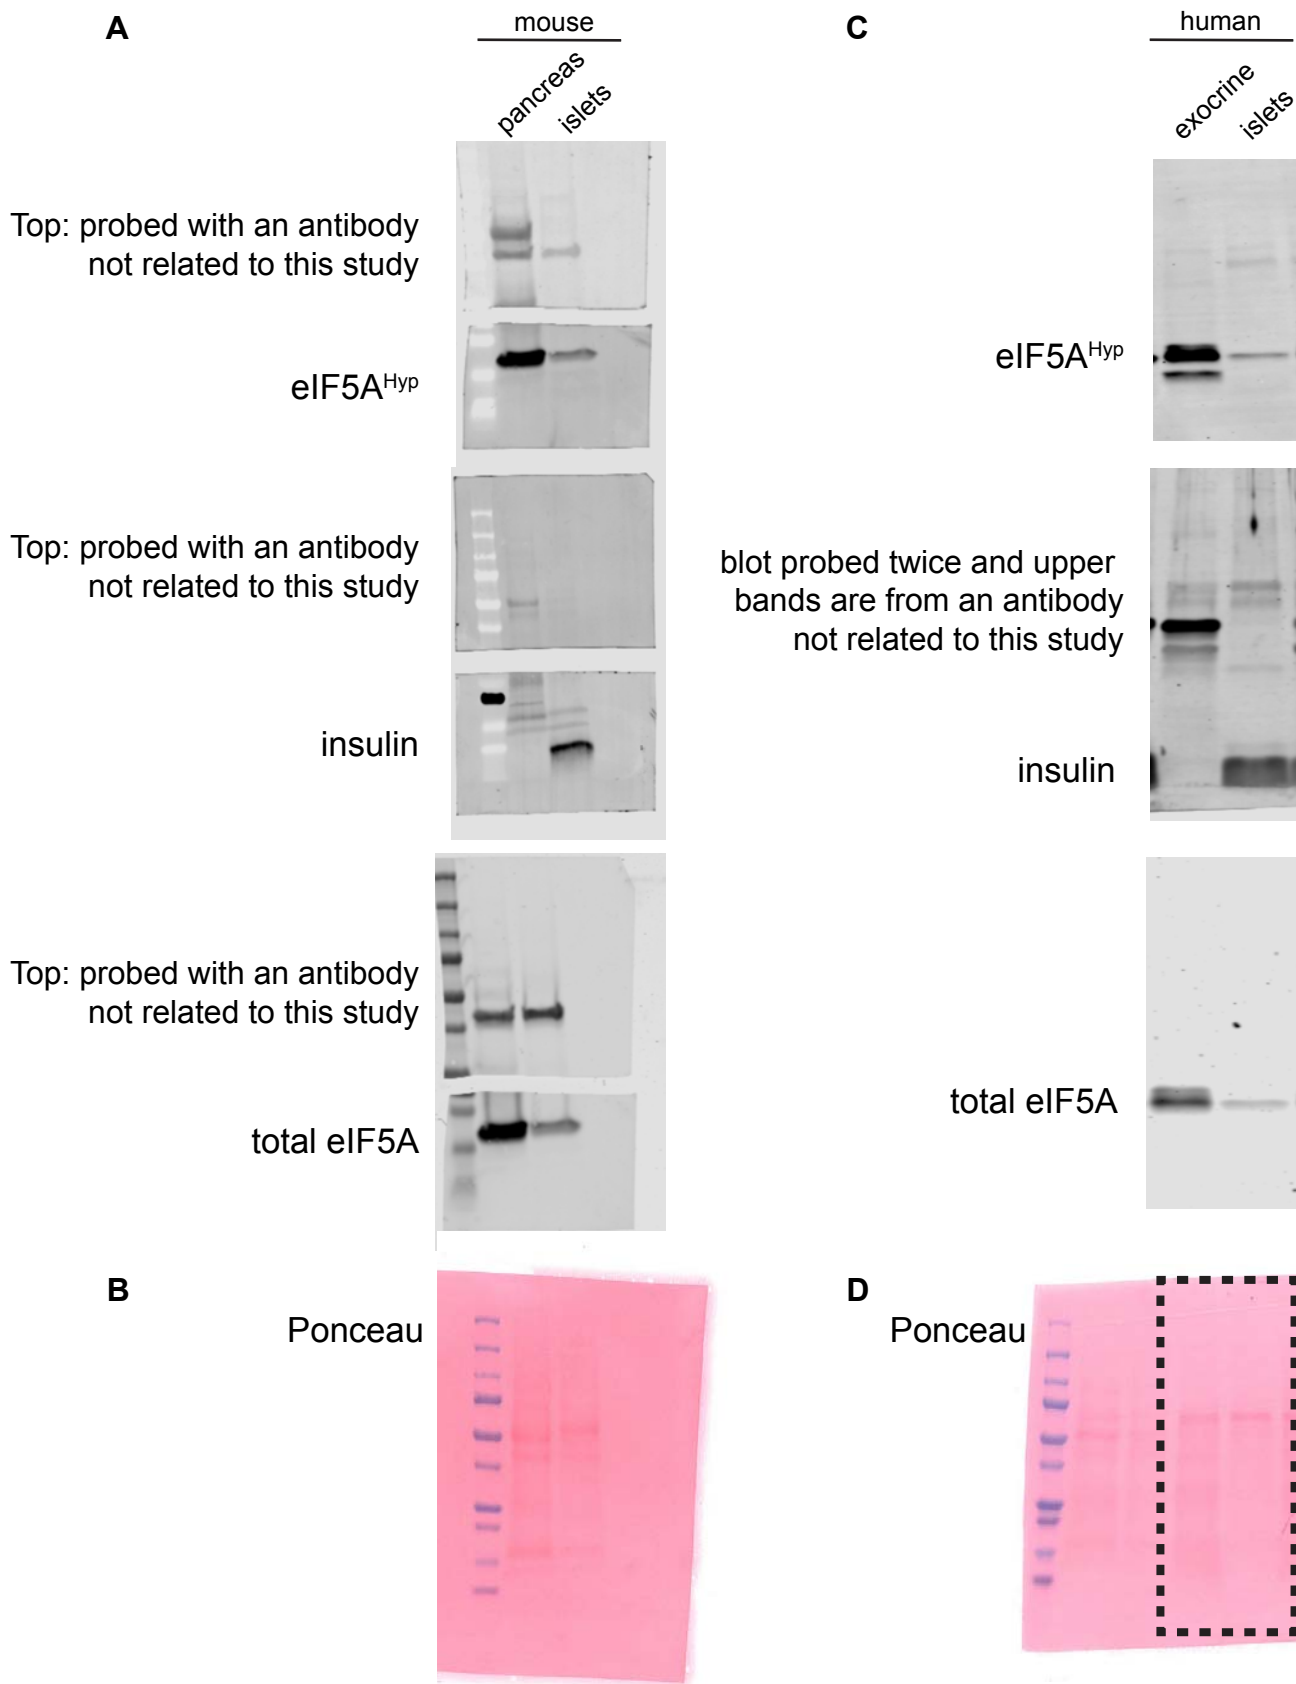 A
mouse
pancreas
islets
Top: probed with an antibody
not related to this study
eIF5AHyp
Top: probed with an antibody
not related to this study
insulin
Top: probed with an antibody
not related to this study
total eIF5A
B
Ponceau
C
human
exocrine
islets
eIF5AHyp
blot probed twice and upper
bands are from an antibody
not related to this study
insulin
total eIF5A
D
Ponceau